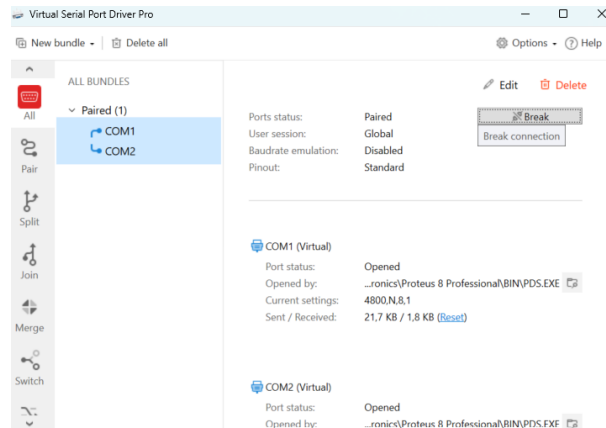 Virtual Serial Port Driver Pro
New bundle Delete all Options Help
ALL BUNDLES
Edit Delete
All
Paired (1)
COM1
COM2
Ports status: Paired
Break
User session: Global
Break connection
Baudrate emulation: Disabled
Pinout: Standard
Pair
Split
Join
Merge
Switch
COM1 (Virtual)
Port status: Opened
Opened by: ...ronics\Proteus 8 Professional\BIN\PDS.EXE
Current settings: 4800,N,8,1
Sent / Received: 21,7 KB / 1,8 KB (Reset)
COM2 (Virtual)
Port status: Opened
Opened by: ...ronics\Proteus 8 Professional\BIN\PDS.EXE